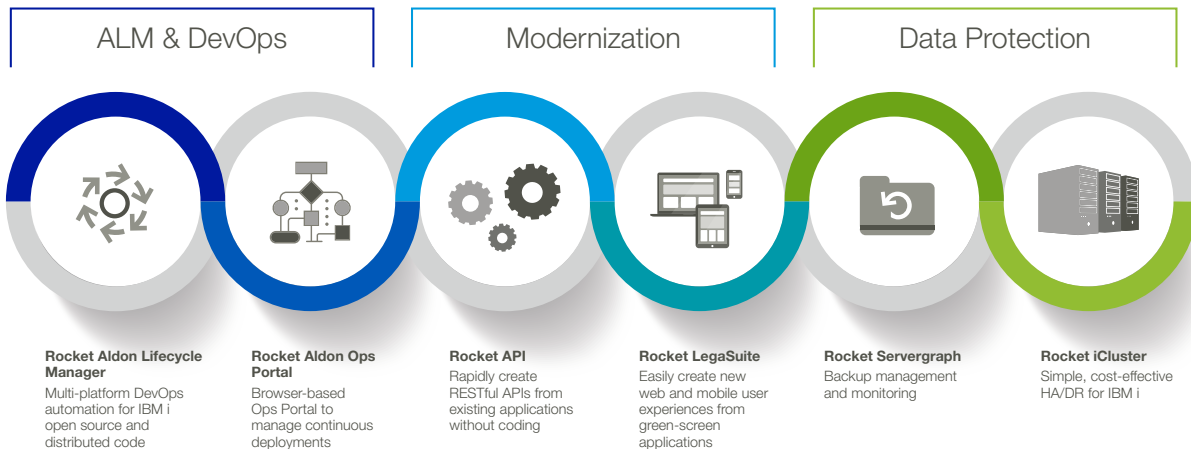 ALM & DevOps
Modernization
Data Protection
Rocket Aldon Lifecycle
Manager
Multi-platform DevOps
automation for IBM i
open source and
distributed code
Rocket Aldon Ops
Portal
Browser-based
Ops Portal to
manage continuous
deployments
Rocket API
Rapidly create
RESTful APIs from
existing applications
without coding
Rocket LegaSuite
Easily create new
web and mobile user
experiences from
green-screen
applications
Rocket Servergraph
Backup management
and monitoring
Rocket iCluster
Simple, cost-effective
HA/DR for IBM i